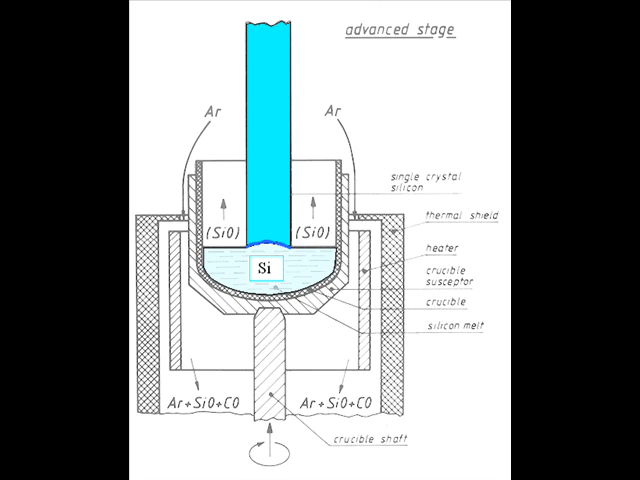 advanced stage
Ar
Ar
single crystal
silicon
(SiO)
(SiO)
thermal shield
heater
Si
crucible
susceptor
crucible
silicon melt
Ar+SiO+CO
Ar+SiO+CO
crucible shaft